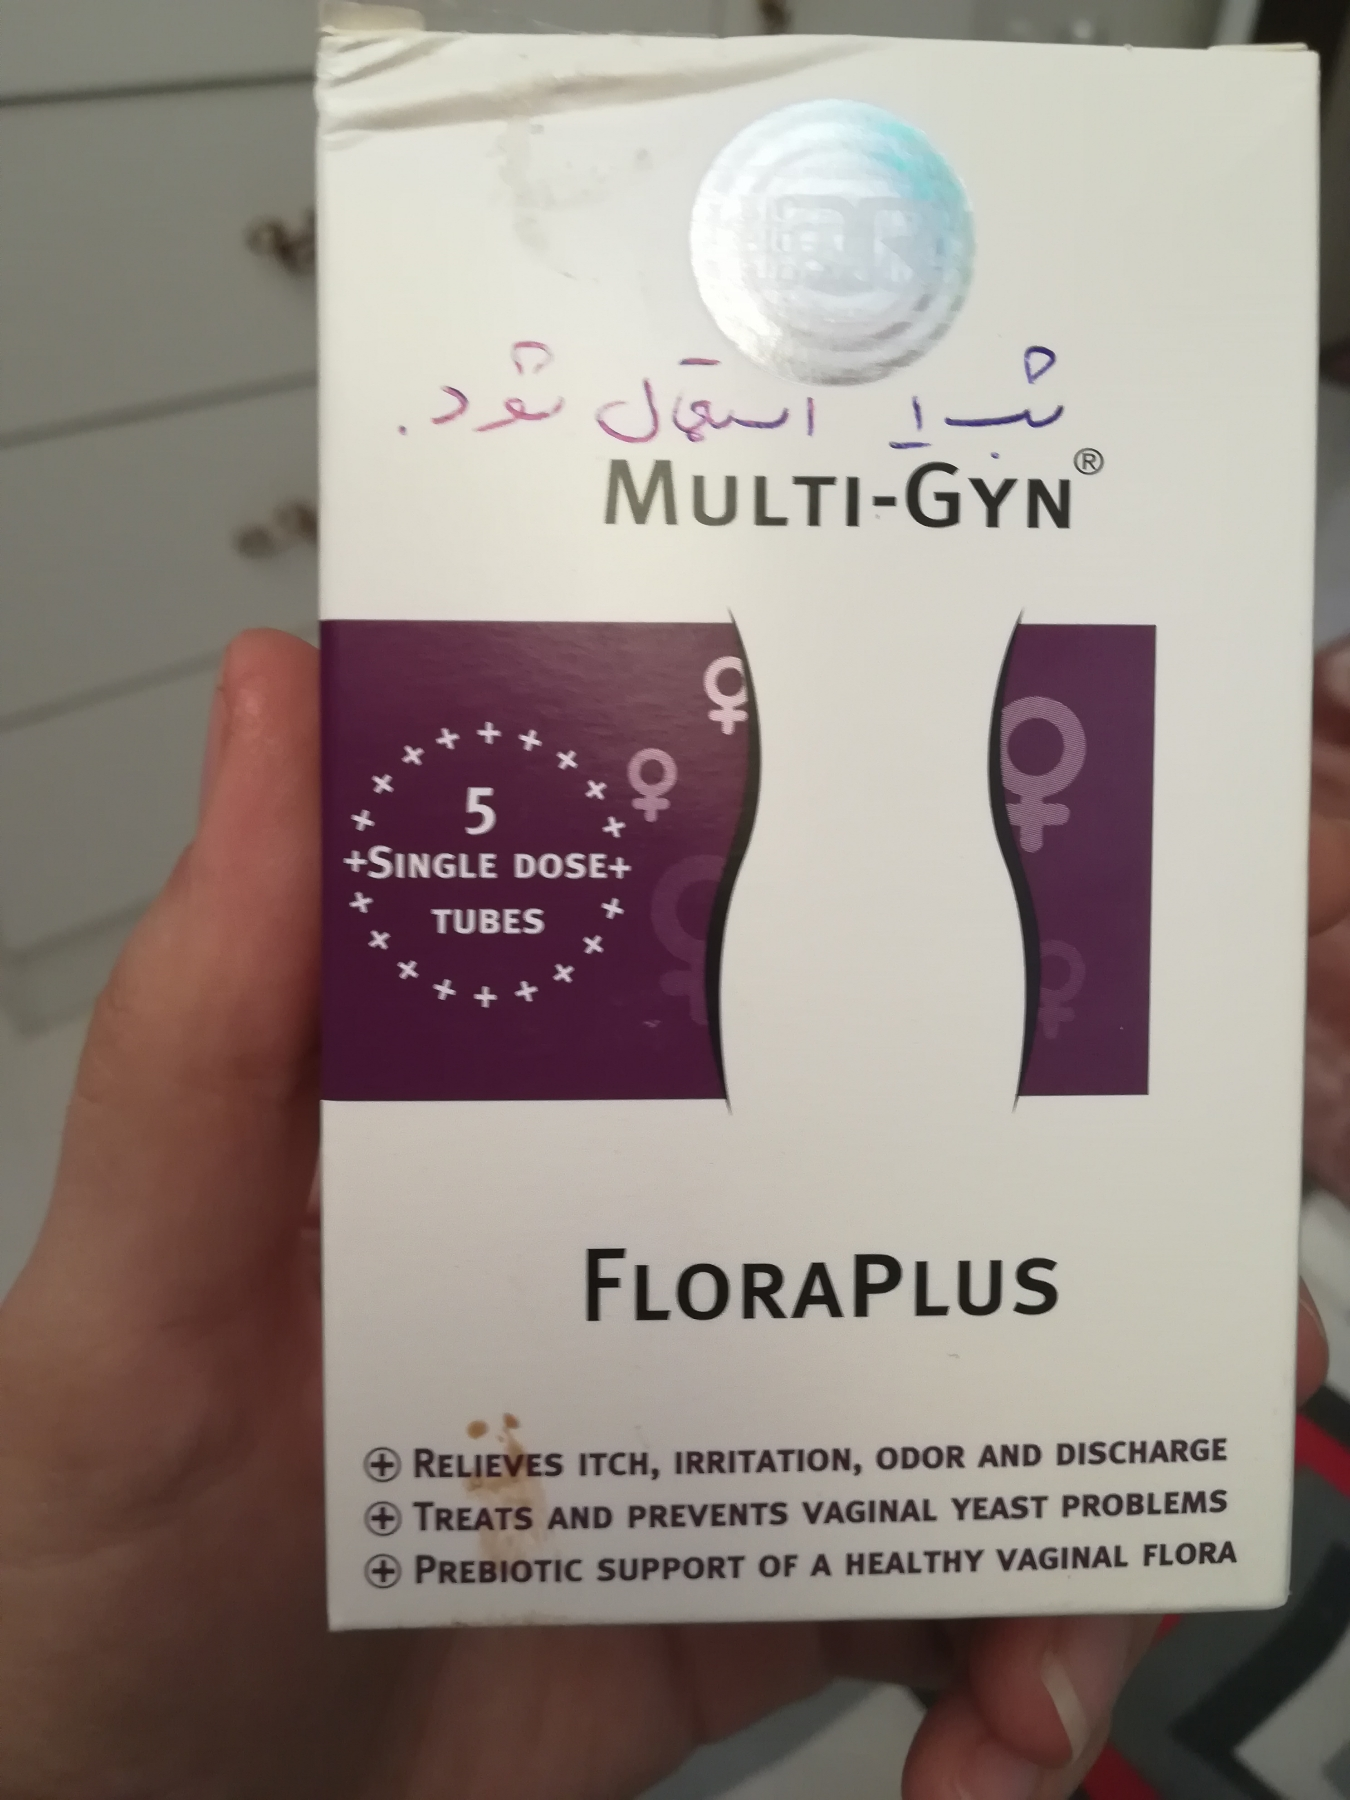 شبها استعمال شود.
MULTI-GYN®
5
SINGLE DOSE
TUBES
FLORAPLUS
RELIEVES ITCH, IRRITATION, ODOR AND DISCHARGE
TREATS AND PREVENTS VAGINAL YEAST PROBLEMS
PREBIOTIC SUPPORT OF A HEALTHY VAGINAL FLORA